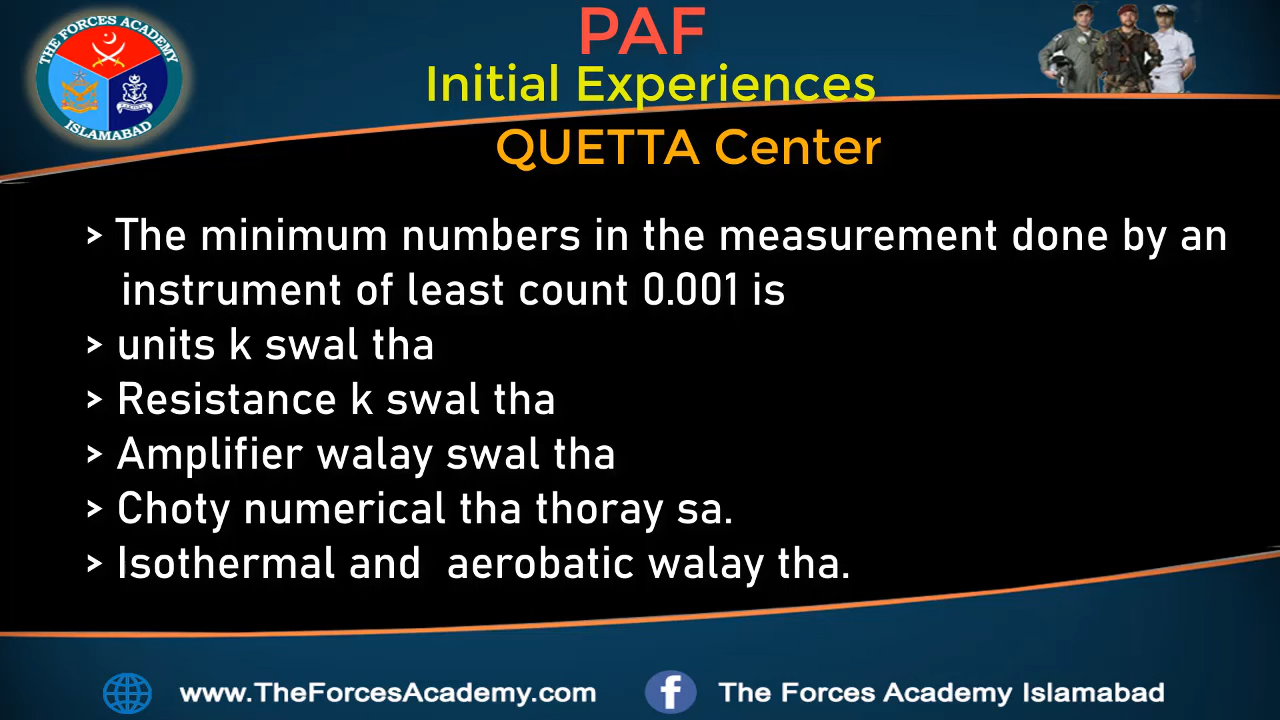 THE FORCES ACADEMY
ISLAMABAD
PAF
Initial Experiences
QUETTA Center
> The minimum numbers in the measurement done by an
instrument of least count 0.001 is
> units k swal tha
> Resistance k swal tha
> Amplifier walay swal tha
> Choty numerical tha thoray sa.
> Isothermal and aerobatic walay tha.
www.TheForcesAcademy.com
f The Forces Academy Islamabad